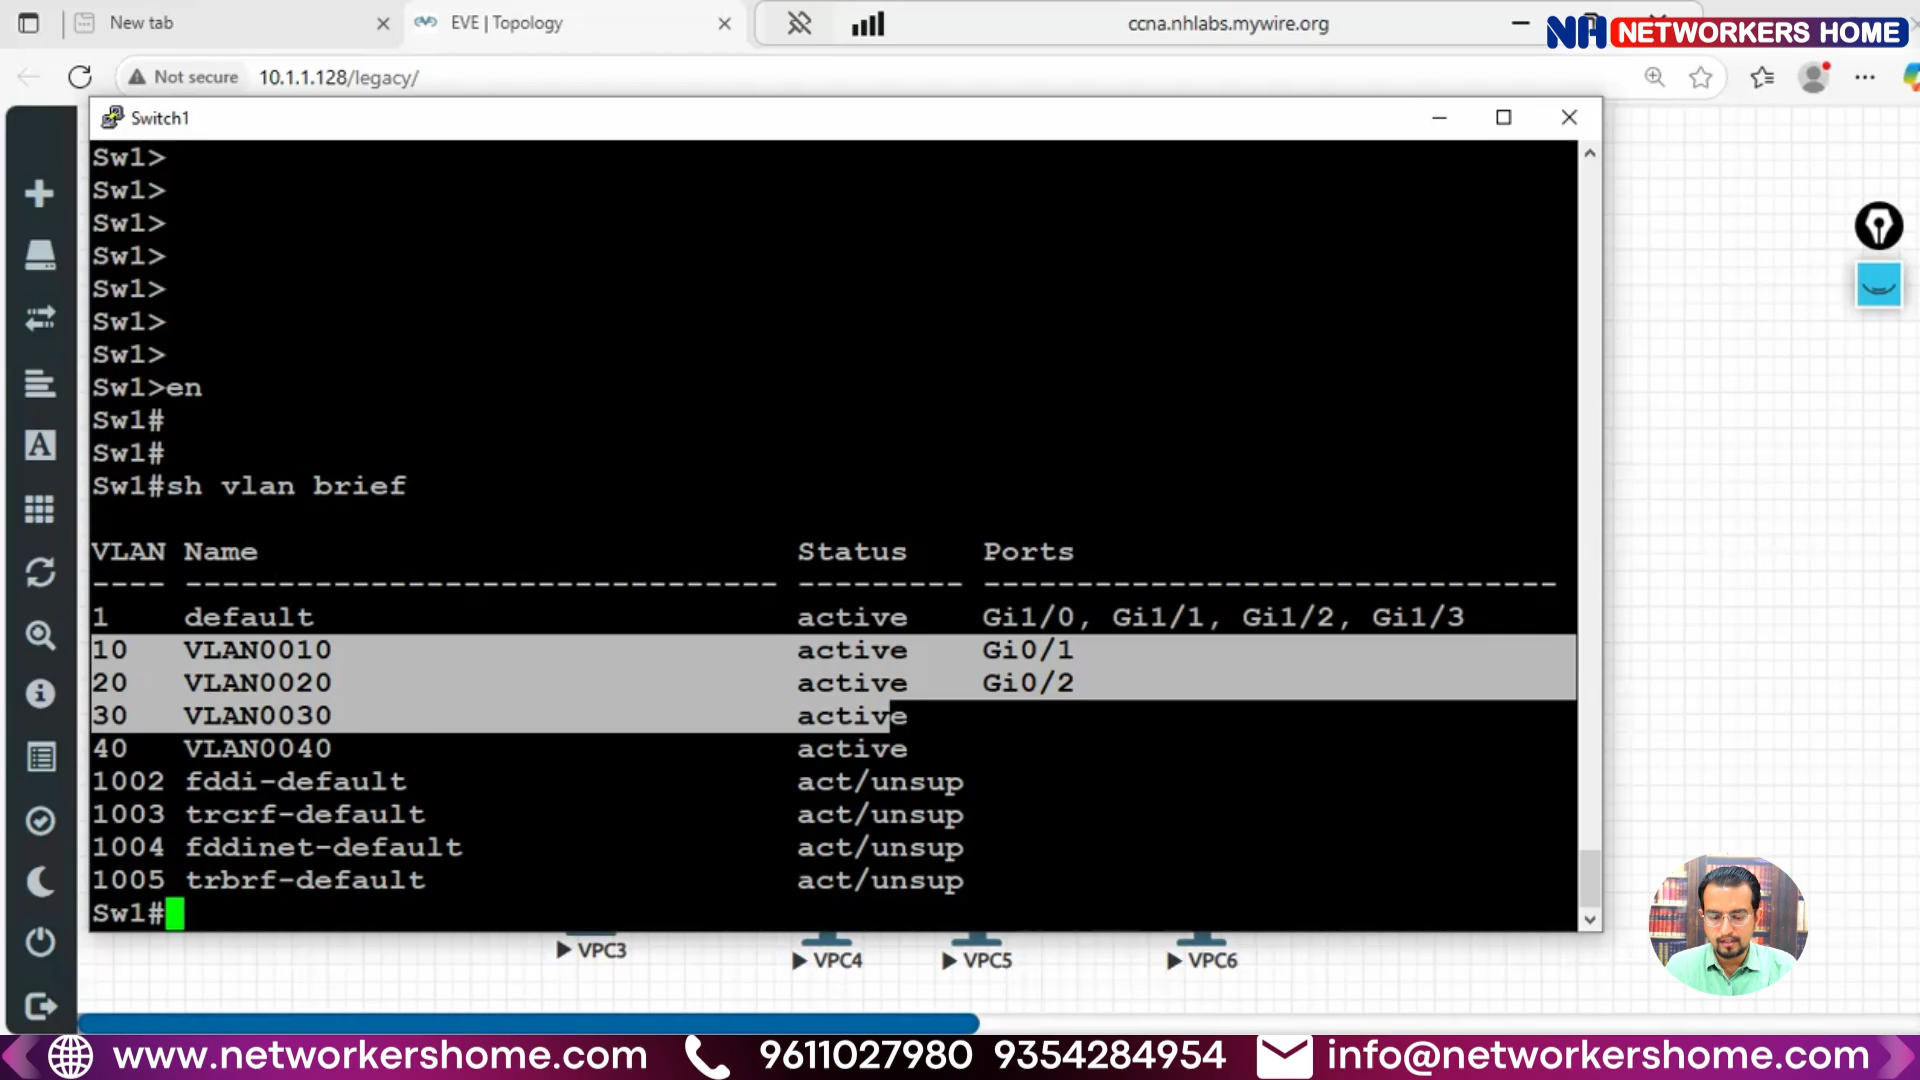 New tab
EVE | Topology
ccna.nhlabs.mywire.org
NH NETWORKERS HOME
Not secure
10.1.1.128/legacy/
Switch1
Sw1>
Sw1>
Sw1>
Sw1>
Sw1>
Sw1>
Sw1>
Sw1>en
Sw1#
Sw1#
Sw1#sh vlan brief
VLAN Name Status Ports
---- -------------------------------- --------- -------------------------------
1 default active Gi1/0, Gi1/1, Gi1/2, Gi1/3
10 VLAN0010 active Gi0/1
20 VLAN0020 active Gi0/2
30 VLAN0030 active
40 VLAN0040 active
1002 fddi-default act/unsup
1003 trcrf-default act/unsup
1004 fddinet-default act/unsup
1005 trbrf-default act/unsup
Sw1#
VPC3
VPC4
VPC5
VPC6
www.networkershome.com 9611027980 9354284954 info@networkershome.com